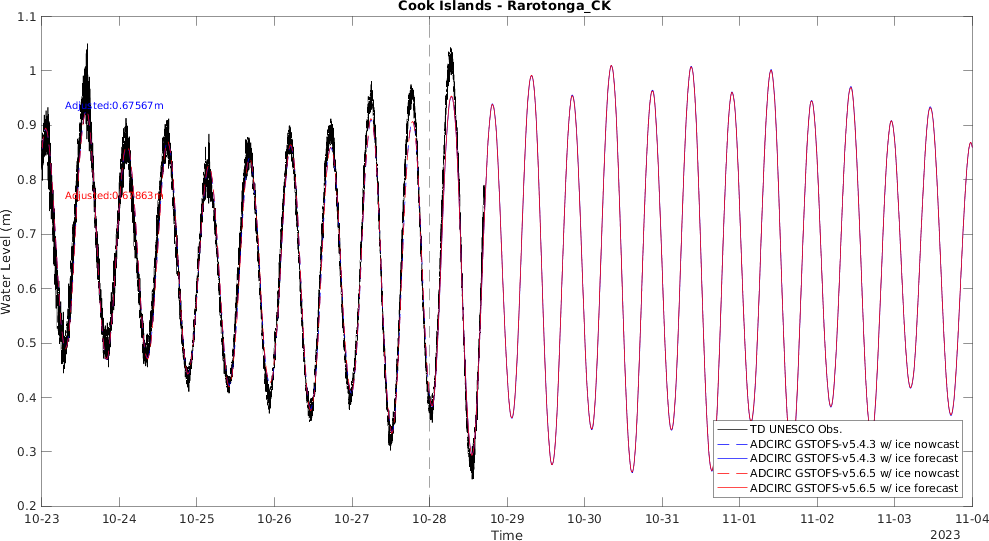 Cook Islands - Rarotonga_CK
Water Level (m)
1.1
1
0.9
0.8
0.7
0.6
0.5
0.4
0.3
0.2
Adjusted:0.67567m
Adjusted:0.67863m
TD UNESCO Obs.
ADCIRC GSTOFS-v5.4.3 w/ ice nowcast
ADCIRC GSTOFS-v5.4.3 w/ ice forecast
ADCIRC GSTOFS-v5.6.5 w/ ice nowcast
ADCIRC GSTOFS-v5.6.5 w/ ice forecast
10-23 10-24 10-25 10-26 10-27 10-28 10-29 10-30 10-31 11-01 11-02 11-03 11-04
Time
2023